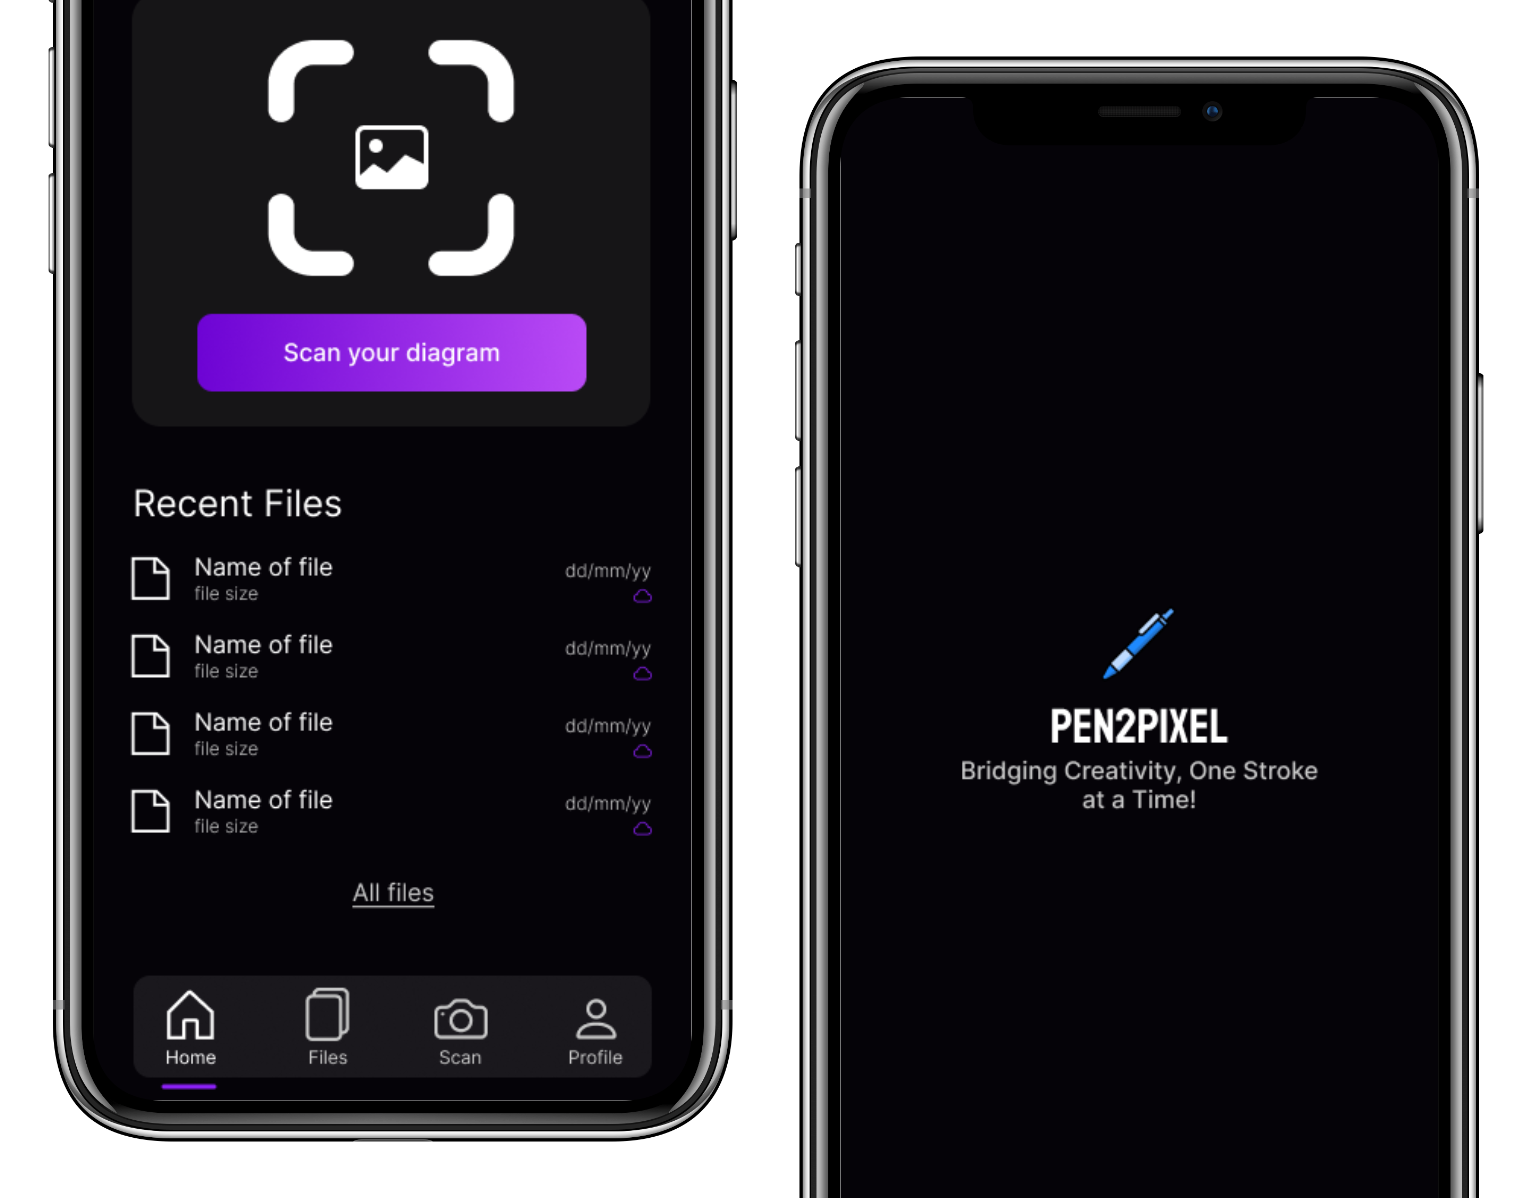 Scan your diagram
Recent Files
Name of file
dd/mm/yy
file size
Name of file
dd/mm/yy
file size
Name of file
dd/mm/yy
file size
Name of file
dd/mm/yy
file size
All files
Home Files Scan Profile
PEN2PIXEL
Bridging Creativity, One Stroke
at a Time!